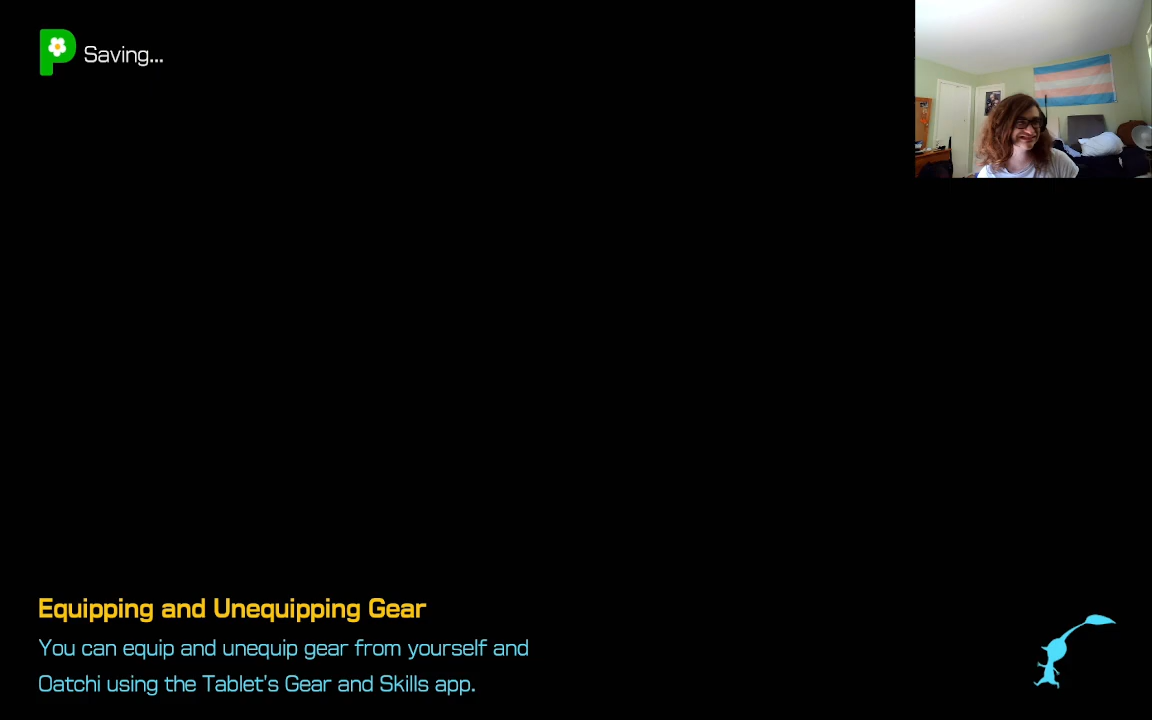 Saving...
Equipping and Unequipping Gear
You can equip and unequip gear from yourself and
Oatchi using the Tablet's Gear and Skills app.